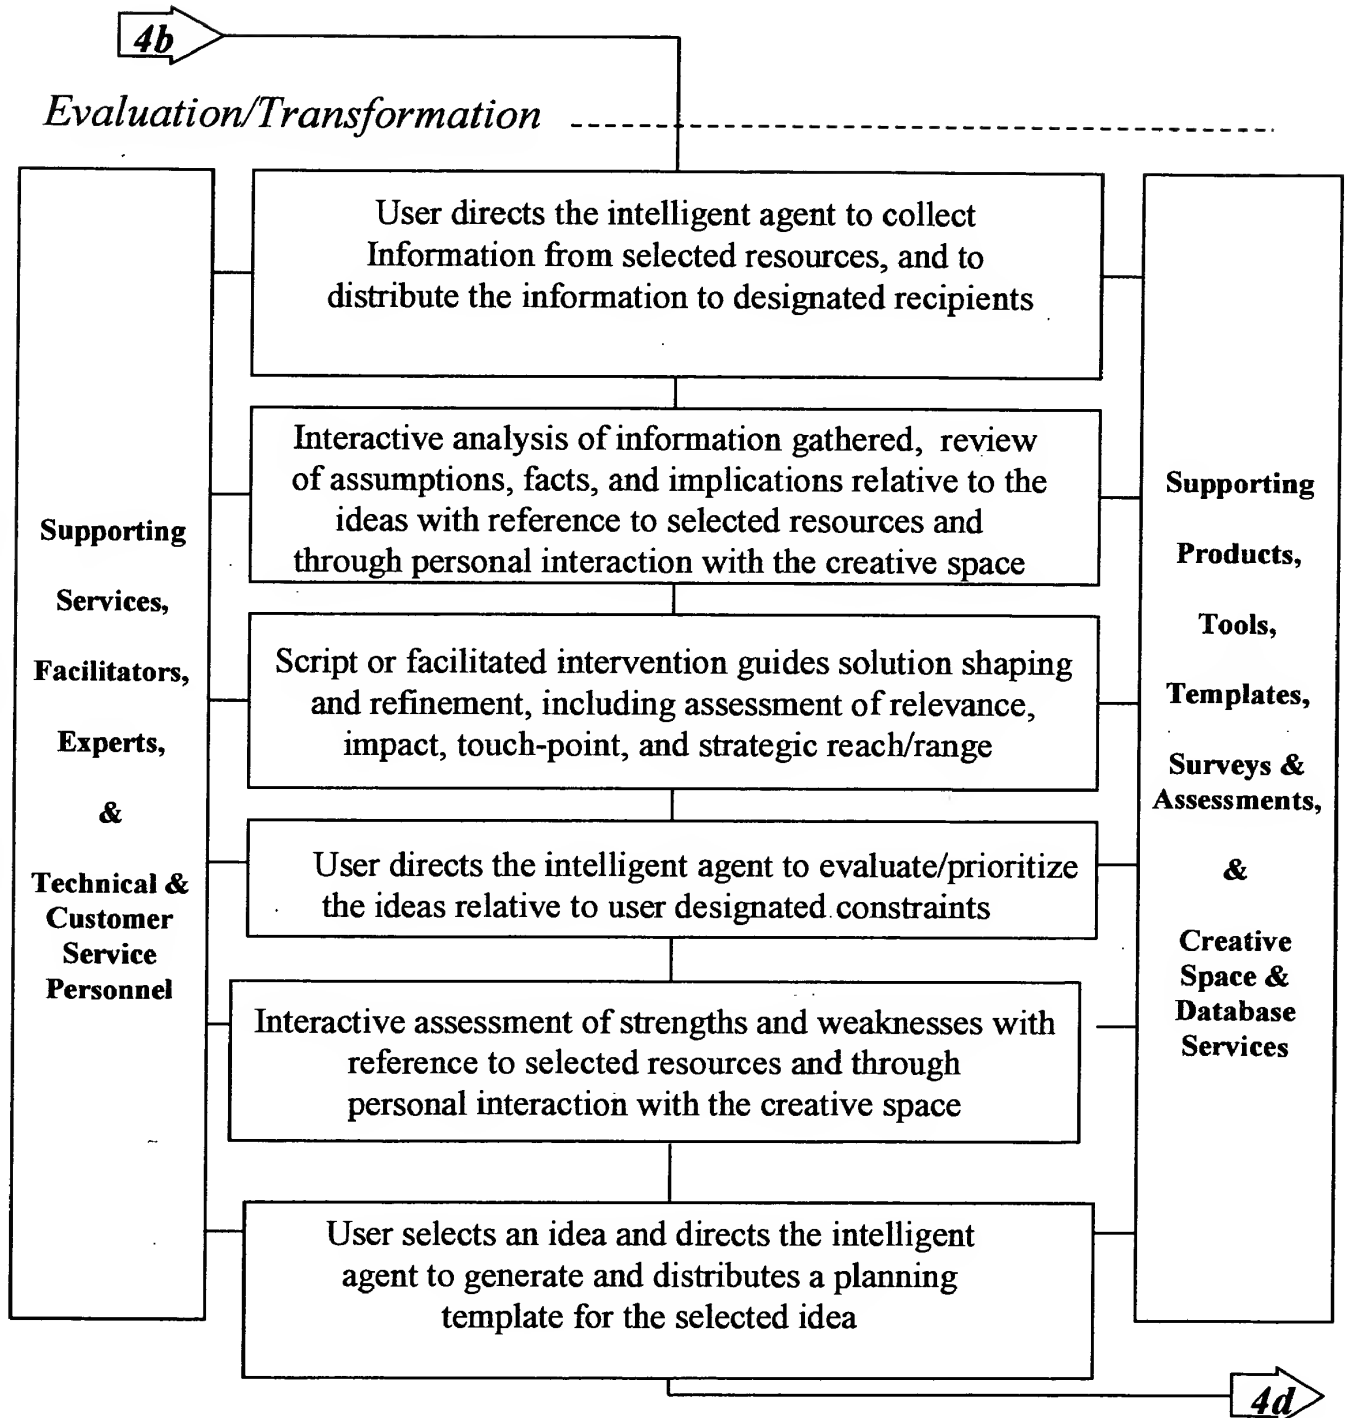 4b
Evaluation/Transformation
User directs the intelligent agent to collect
Information from selected resources, and to
distribute the information to designated recipients
Interactive analysis of information gathered, review
of assumptions, facts, and implications relative to the
ideas with reference to selected resources and
through personal interaction with the creative space
Script or facilitated intervention guides solution shaping
and refinement, including assessment of relevance,
impact, touch-point, and strategic reach/range
User directs the intelligent agent to evaluate/prioritize
the ideas relative to user designated constraints
Interactive assessment of strengths and weaknesses with
reference to selected resources and through
personal interaction with the creative space
User selects an idea and directs the intelligent
agent to generate and distributes a planning
template for the selected idea
Supporting
Services,
Facilitators,
Experts,
&
Technical &
Customer
Service
Personnel
Supporting
Products,
Tools,
Templates,
Surveys &
Assessments,
&
Creative
Space &
Database
Services
4d